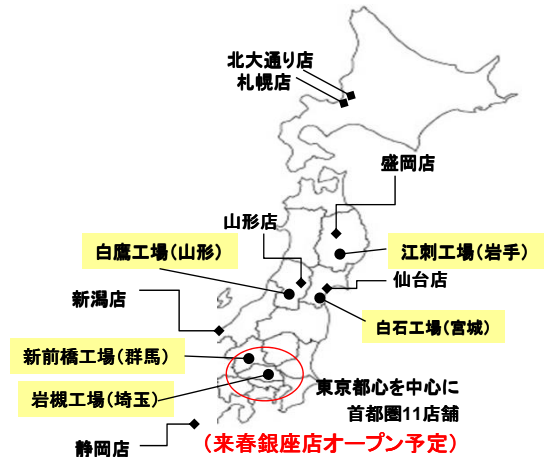 北大通り店
札幌店
盛岡店
山形店
白鷹工場(山形)
江刺工場(岩手)
仙台店
新潟店
白石工場(宮城)
新前橋工場(群馬)
岩槻工場(埼玉)
東京都心を中心に
首都圏11店舗
静岡店
(来春銀座店オープン予定)